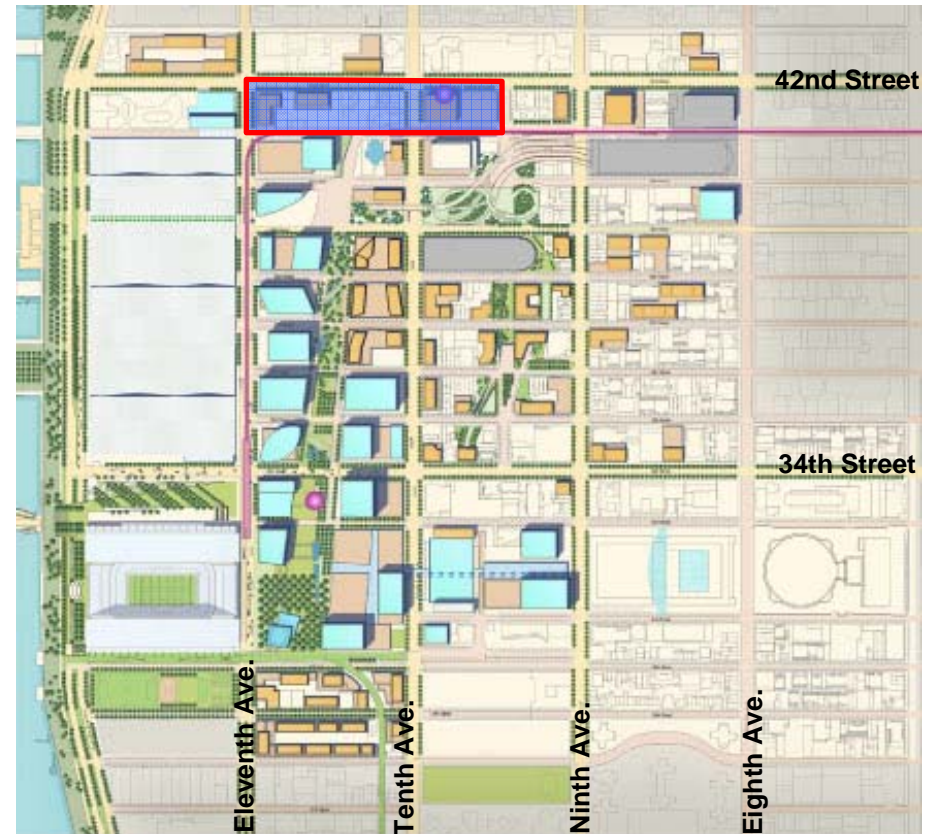 42nd Street
34th Street
Eleventh Ave.
Tenth Ave.
Ninth Ave.
Eighth Ave.